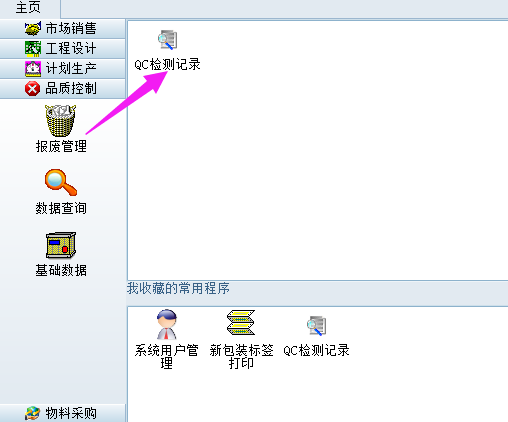 主页
市场销售
工程设计
计划生产
品质控制
报废管理
数据查询
基础数据
物料采购
QC检测记录
我收藏的常用程序
系统用户管
理
新包装标签
打印
QC检测记录